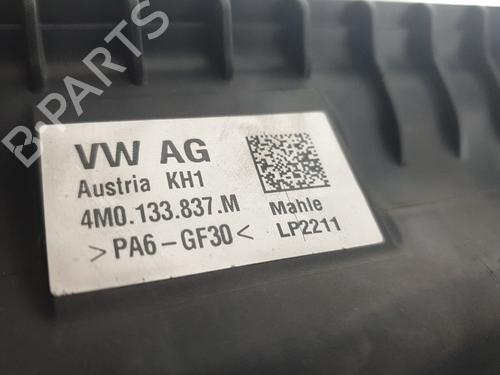 B-PARTS
VW AG
Austria KH1
4M0.133.837.M
>PA6-GF30<
Mahle
LP2211